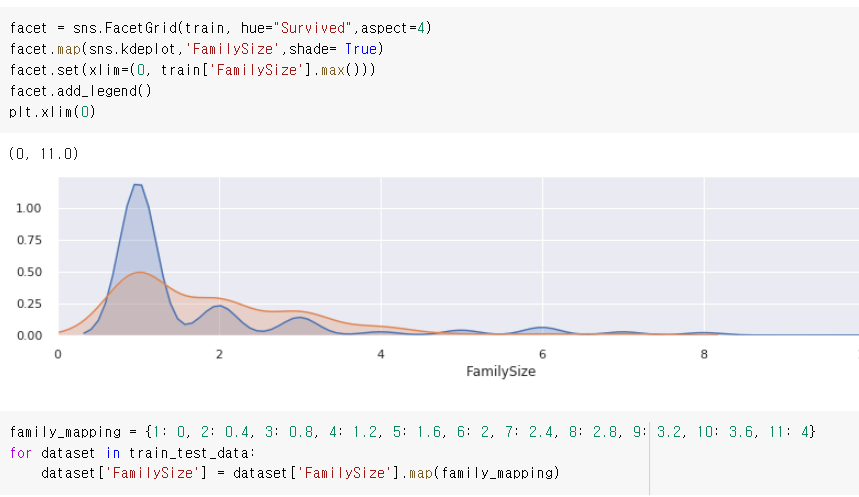 facet = sns.FacetGrid(train, hue="Survived",aspect=4)
facet.map(sns.kdeplot,'FamilySize',shade= True)
facet.set(xlim=(0, train['FamilySize'].max()))
facet.add_legend()
plt.xlim(0)
(0, 11.0)
1.00
0.75
0.50
0.25
0.00
0 2 4 6 8
FamilySize
family_mapping = {1: 0, 2: 0.4, 3: 0.8, 4: 1.2, 5: 1.6, 6: 2, 7: 2.4, 8: 2.8, 9: 3.2, 10: 3.6, 11: 4}
for dataset in train_test_data:
    dataset['FamilySize'] = dataset['FamilySize'].map(family_mapping)